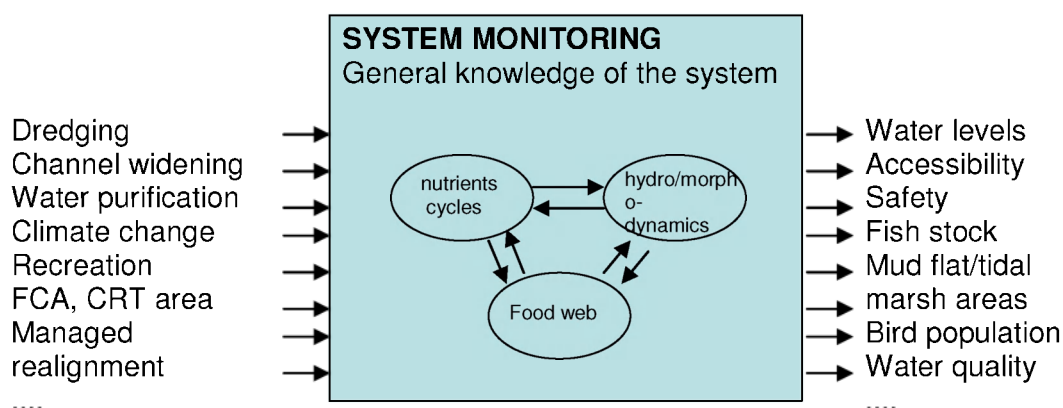 SYSTEM MONITORING
General knowledge of the system
Dredging
Channel widening
Water purification
Climate change
Recreation
FCA, CRT area
Managed
realignment
....
nutrients
cycles
hydro/morph
o-
dynamics
Food web
Water levels
Accessibility
Safety
Fish stock
Mud flat/tidal
marsh areas
Bird population
Water quality
....